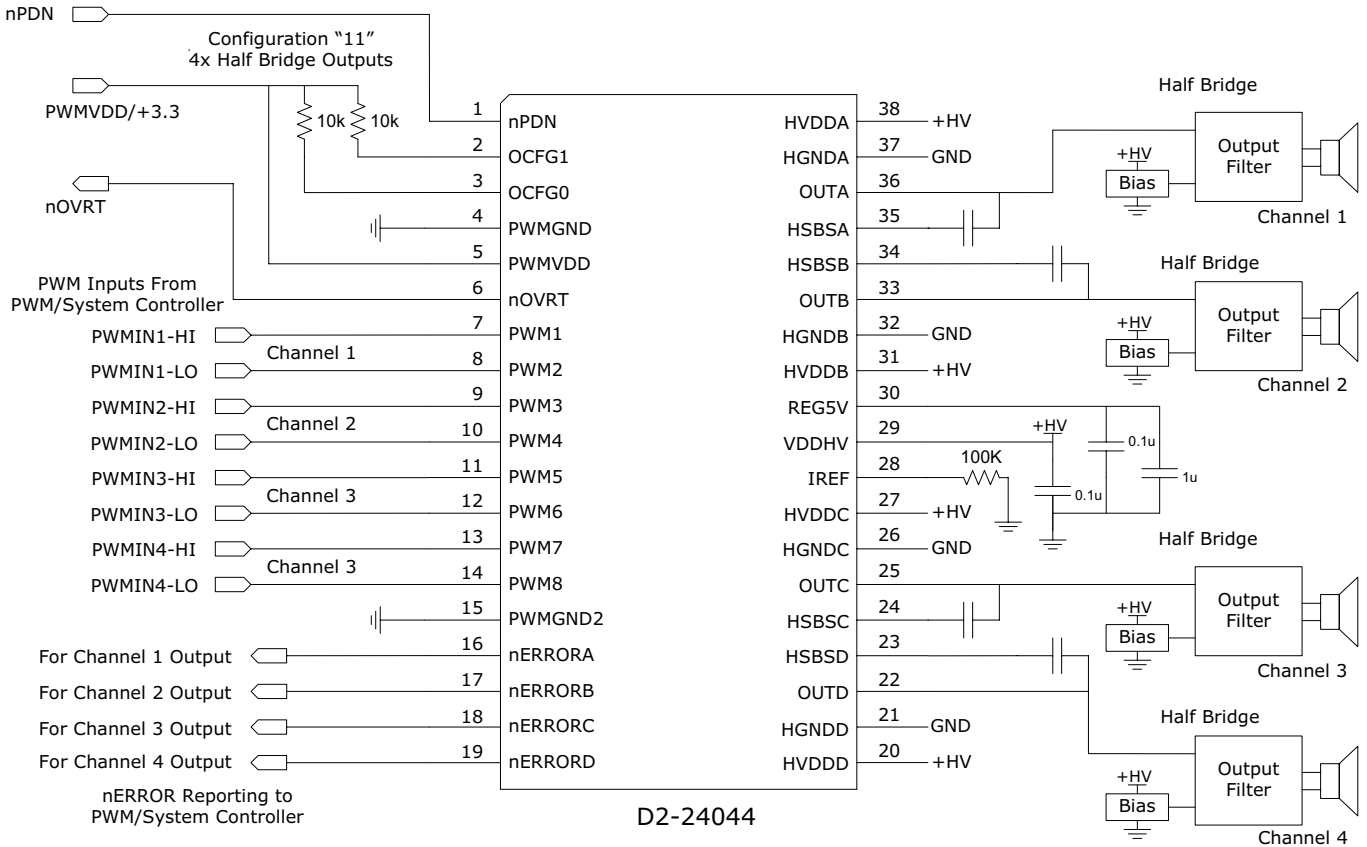 nPDN
Configuration “11”
4x Half Bridge Outputs
PWMVDD/+3.3
10k
10k
nOVRT
PWM Inputs From
PWM/System Controller
PWMIN1-HI
Channel 1
PWMIN1-LO
PWMIN2-HI
Channel 2
PWMIN2-LO
PWMIN3-HI
Channel 3
PWMIN3-LO
PWMIN4-HI
Channel 3
PWMIN4-LO
For Channel 1 Output
For Channel 2 Output
For Channel 3 Output
For Channel 4 Output
nERROR Reporting to
PWM/System Controller
1 nPDN
2 OCFG1
3 OCFG0
4 PWMGND
5 PWMVDD
6 nOVRT
7 PWM1
8 PWM2
9 PWM3
10 PWM4
11 PWM5
12 PWM6
13 PWM7
14 PWM8
15 PWMGND2
16 nERRORA
17 nERRORB
18 nERRORC
19 nERRORD
HVDDA 38 +HV
HGNDA 37 GND
OUTA 36
HSBSA 35
HSBSB 34
OUTB 33
HGNDB 32 GND
HVDDB 31 +HV
REG5V 30
VDDHV 29
IREF 28
HVDDC 27 +HV
HGNDC 26 GND
OUTC 25
HSBSC 24
HSBSD 23
OUTD 22
HGNDD 21 GND
HVDDD 20 +HV
D2-24044
Half Bridge
+HV
Bias
Output
Filter
Channel 1
Half Bridge
+HV
Bias
Output
Filter
Channel 2
+HV
0.1u
1u
100K
0.1u
Half Bridge
+HV
Bias
Output
Filter
Channel 3
Half Bridge
+HV
Bias
Output
Filter
Channel 4